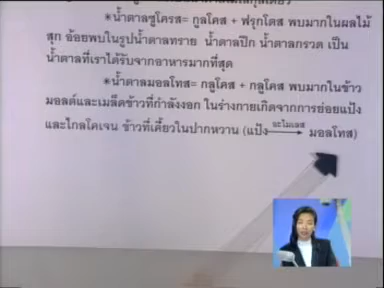 *น้ำตาลซูโครส= กูลโคส + ฟรุกโตส พบมากในผลไม้
สุก อ้อยพบในรูปน้ำตาลทราย น้ำตาลปึก น้ำตาลกรวด เป็น
น้ำตาลที่เราได้รับจากอาหารมากที่สุด
*น้ำตาลมอลโทส= กลูโคส + กลูโคส พบมากในข้าว
มอลต์และเมล็ดข้าวที่กำลังงอก ในร่างกายเกิดจากการย่อยแป้ง
และไกลโคเจน ข้าวที่เคี้ยวในปากหวาน (แป้ง อะไมเลส มอลโทส)